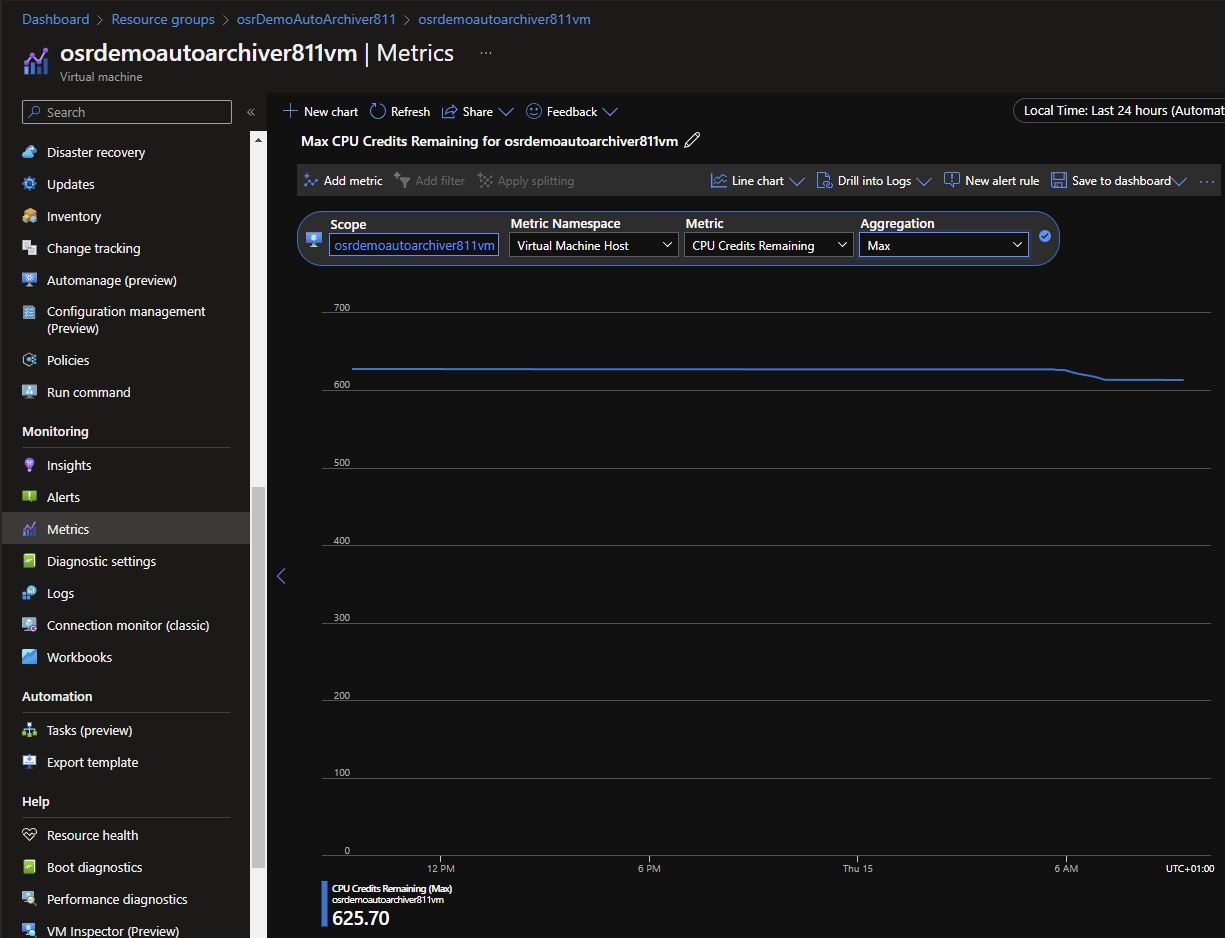 Dashboard > Resource groups > osrDemoAutoArchiver811 > osrdemoautoarchiver811vm
osrdemoautoarchiver811vm | Metrics ...
Virtual machine
Search «
Disaster recovery
Updates
Inventory
Change tracking
Automanage (preview)
Configuration management
(Preview)
Policies
Run command
Monitoring
Insights
Alerts
Metrics
Diagnostic settings
Logs
Connection monitor (classic)
Workbooks
Automation
Tasks (preview)
Export template
Help
Resource health
Boot diagnostics
Performance diagnostics
VM Inspector (Preview)
New chart Refresh Share Feedback
Local Time: Last 24 hours (Automat
Max CPU Credits Remaining for osrdemoautoarchiver811vm
Add metric Add filter Apply splitting Line chart Drill into Logs New alert rule Save to dashboard ...
Scope Metric Namespace Metric Aggregation
osrdemoautoarchiver811vm Virtual Machine Host CPU Credits Remaining Max
700
600
500
400
300
200
100
0
12 PM 6 PM Thu 15 6 AM UTC+01:00
CPU Credits Remaining (Max)
osrdemoautoarchiver811vm
625.70